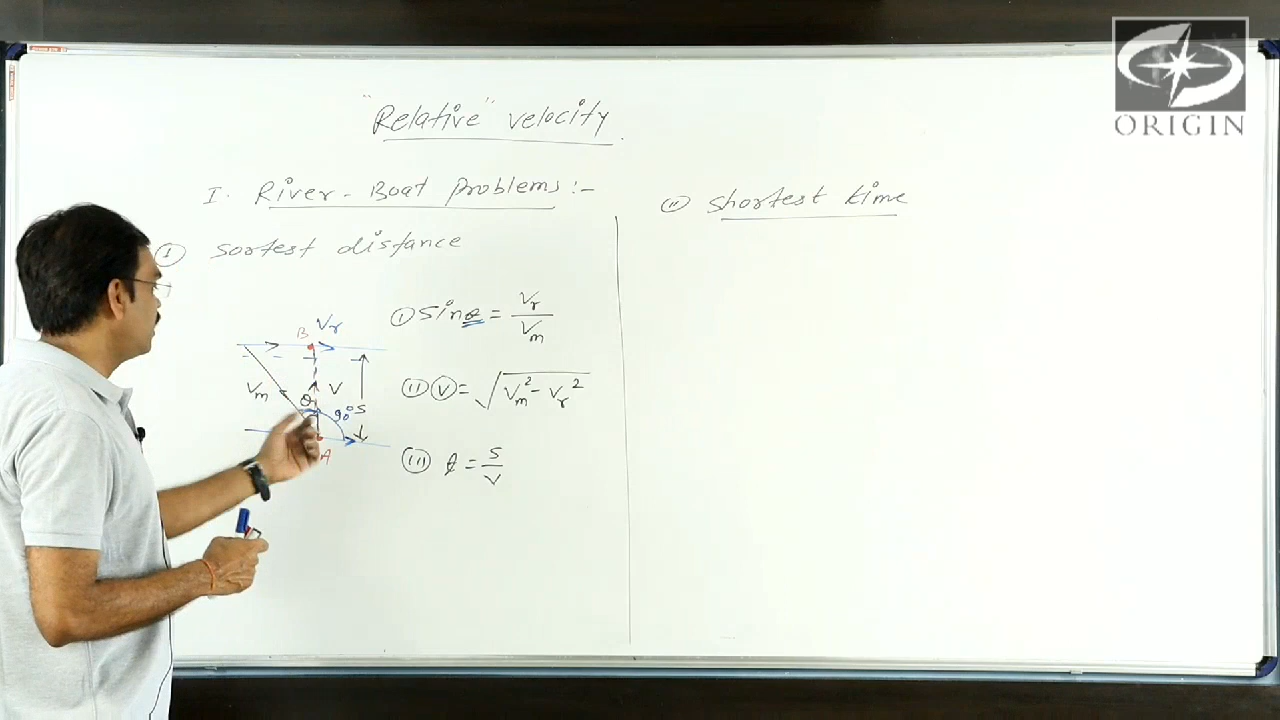 "Relative" velocity
I. River-Boat problems:-
I sortest distance
B Vr
Vm
θ
V
90°
S
A
I sinθ = Vr/Vm
II V = √Vm² - Vr²
III t = S/V
II shortest time
ORIGIN